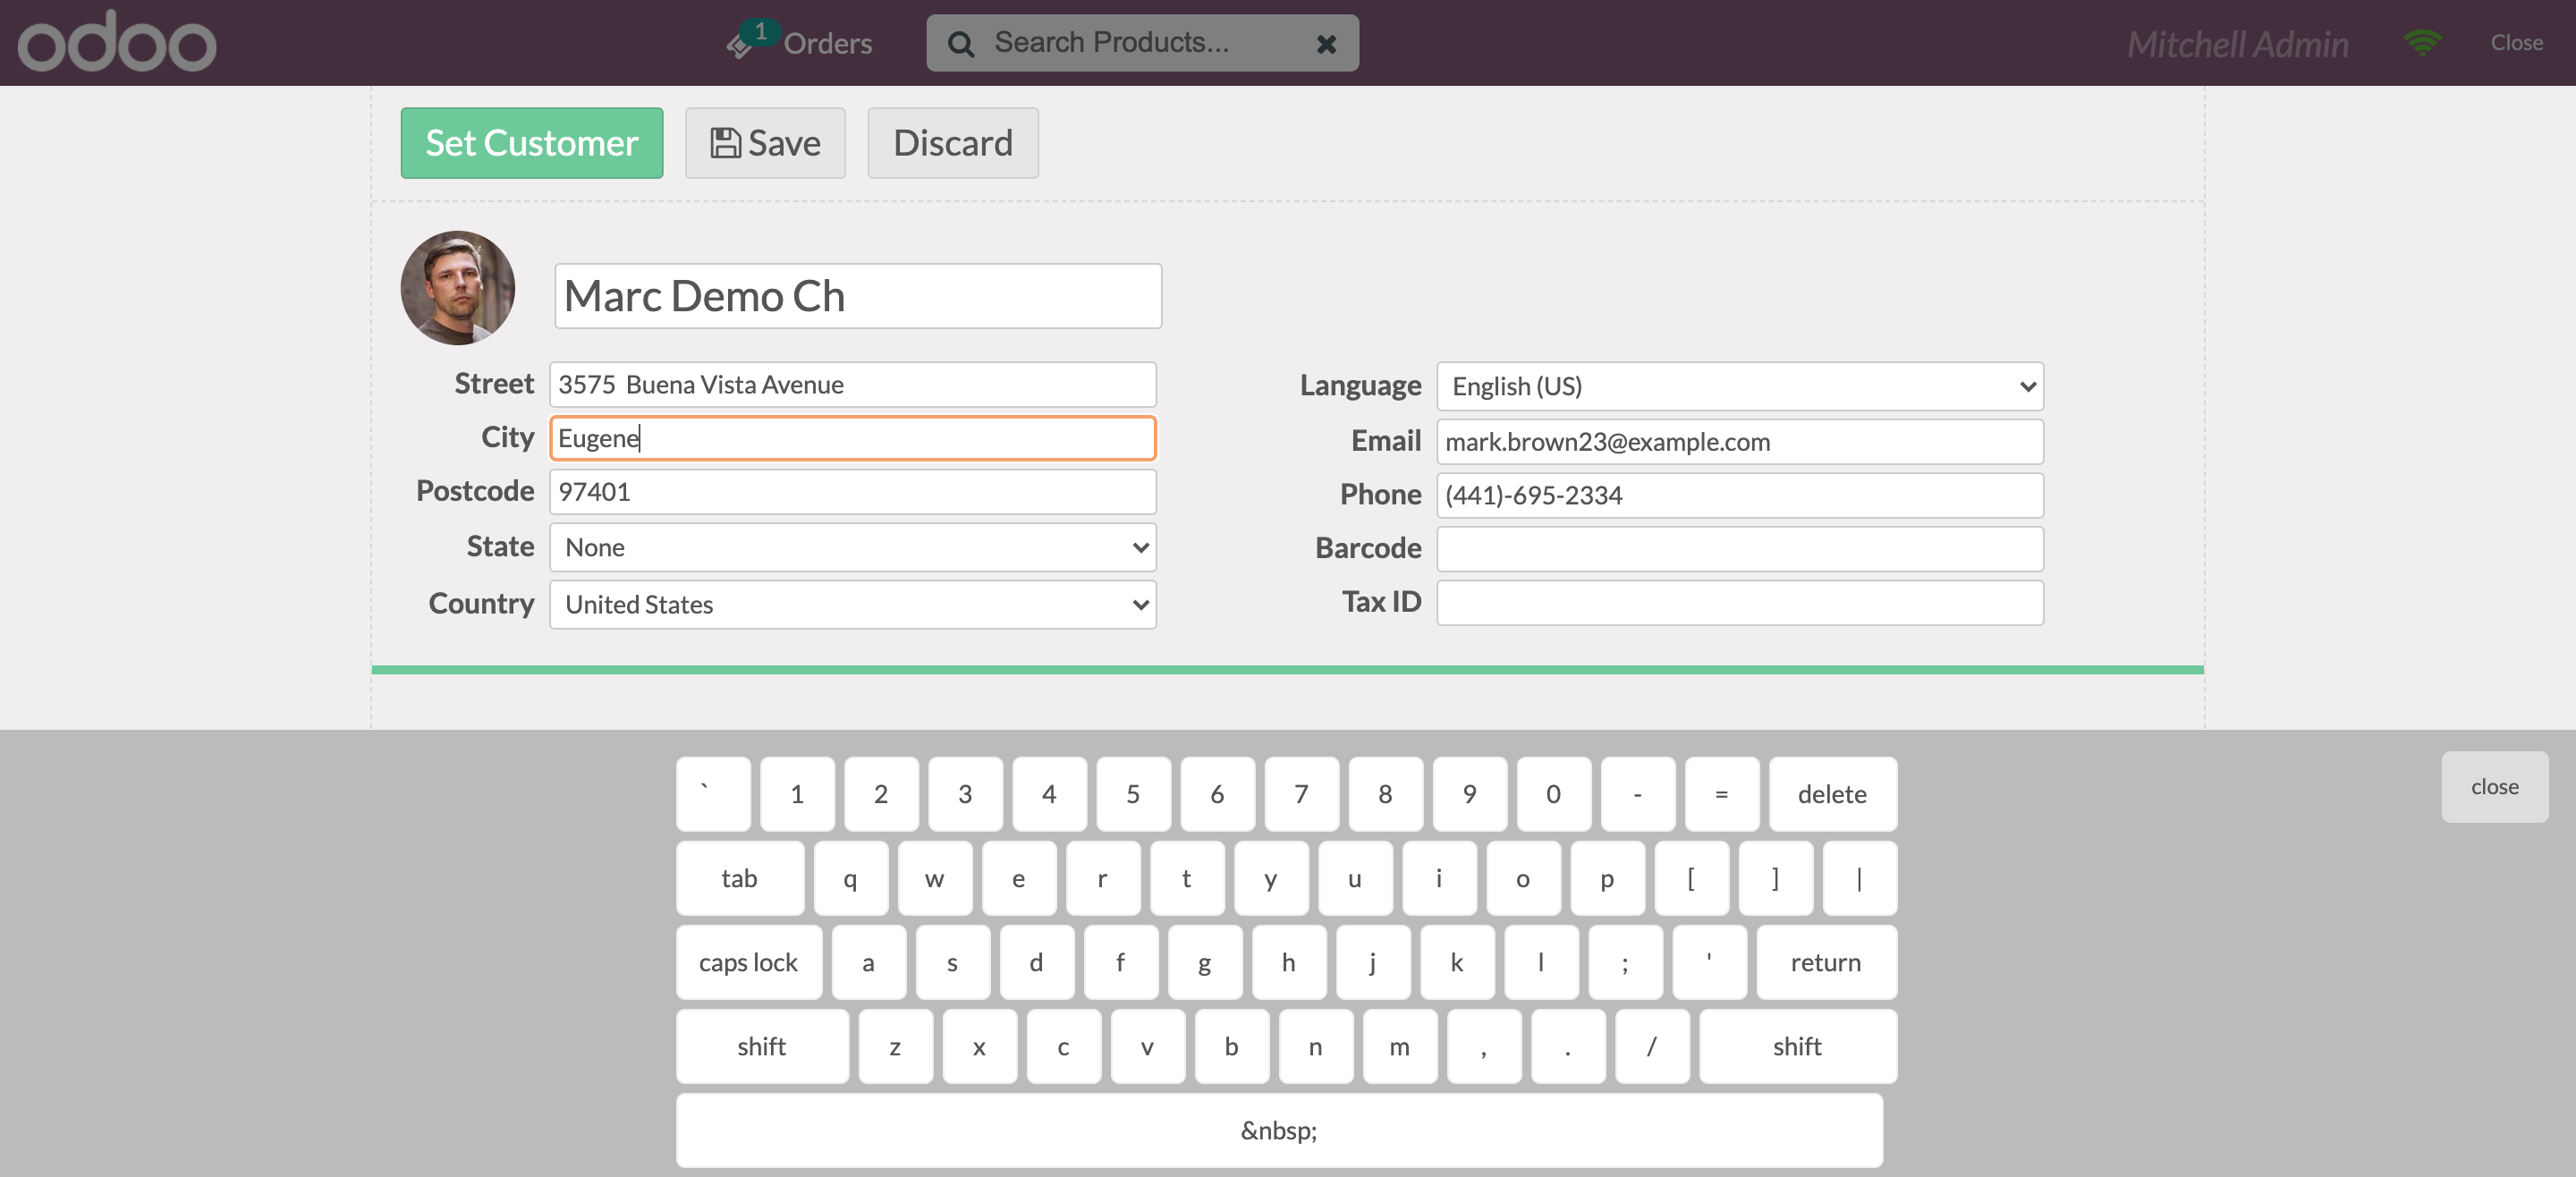 odoo
1 Orders
Search Products...
Mitchell Admin
Close
Set Customer
Save
Discard
Marc Demo Ch
Street 3575 Buena Vista Avenue
City Eugene
Postcode 97401
State None
Country United States
Language English (US)
Email mark.brown23@example.com
Phone (441)-695-2334
Barcode
Tax ID
close
` 1 2 3 4 5 6 7 8 9 0 - = delete
tab q w e r t y u i o p [ ] |
caps lock a s d f g h j k l ; ' return
shift z x c v b n m , . / shift
&nbsp;